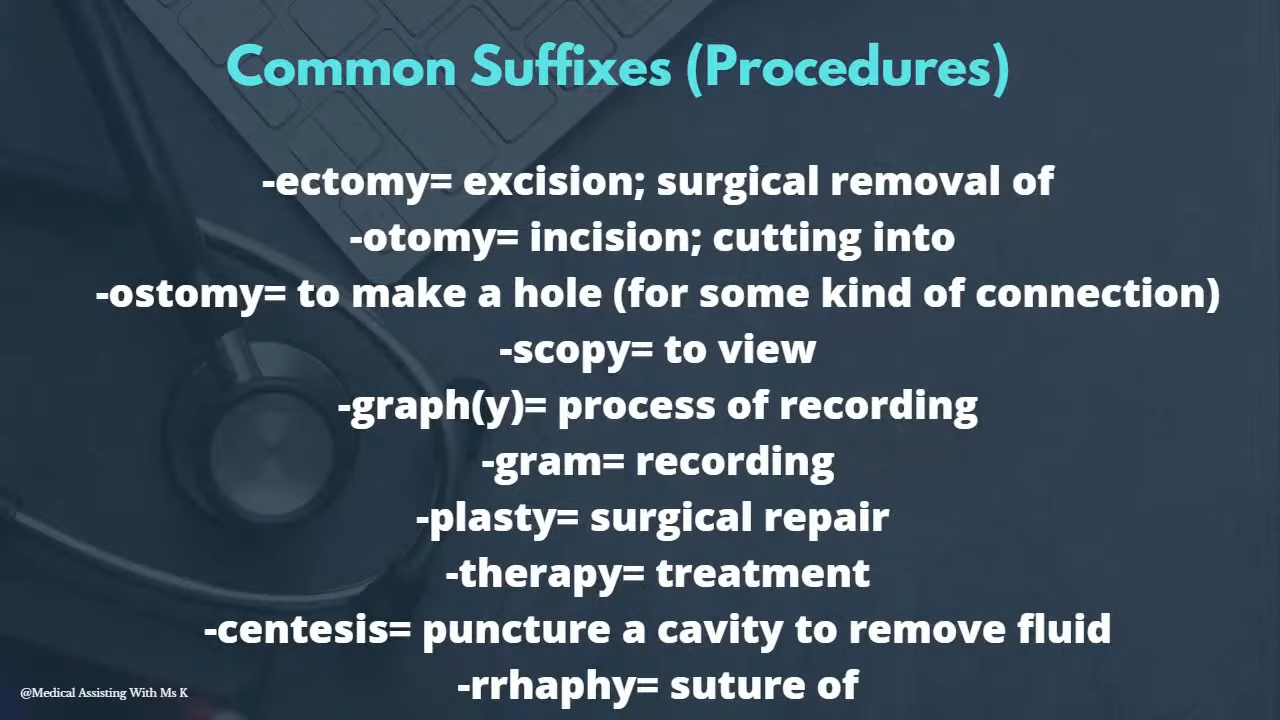 Common Suffixes (Procedures)
-ectomy= excision; surgical removal of
-otomy= incision; cutting into
-ostomy= to make a hole (for some kind of connection)
-scopy= to view
-graph(y)= process of recording
-gram= recording
-plasty= surgical repair
-therapy= treatment
-centesis= puncture a cavity to remove fluid
-rrhaphy= suture of
@Medical Assisting With Ms K